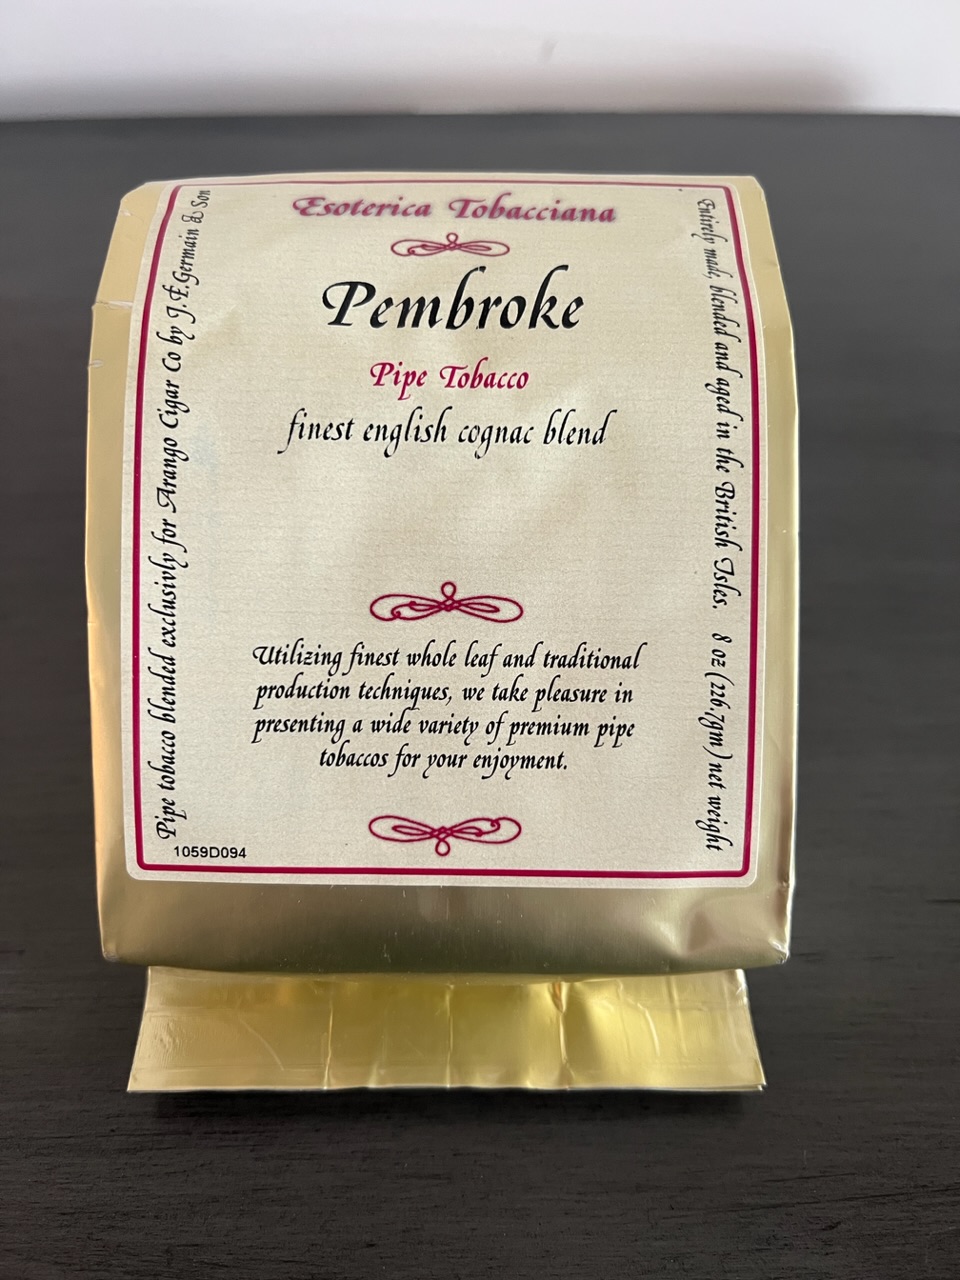 Esoterica Tobacciana
Pembroke
Pipe Tobacco
finest english cognac blend
Utilizing finest whole leaf and traditional
production techniques, we take pleasure in
presenting a wide variety of premium pipe
tobaccos for your enjoyment.
Pipe tobacco blended exclusivly for Arango Cigar Co by J.F.Germain & Son
1059D094
Entirely made, blended and aged in the British Isles. 8 oz (226,7gm) net weight